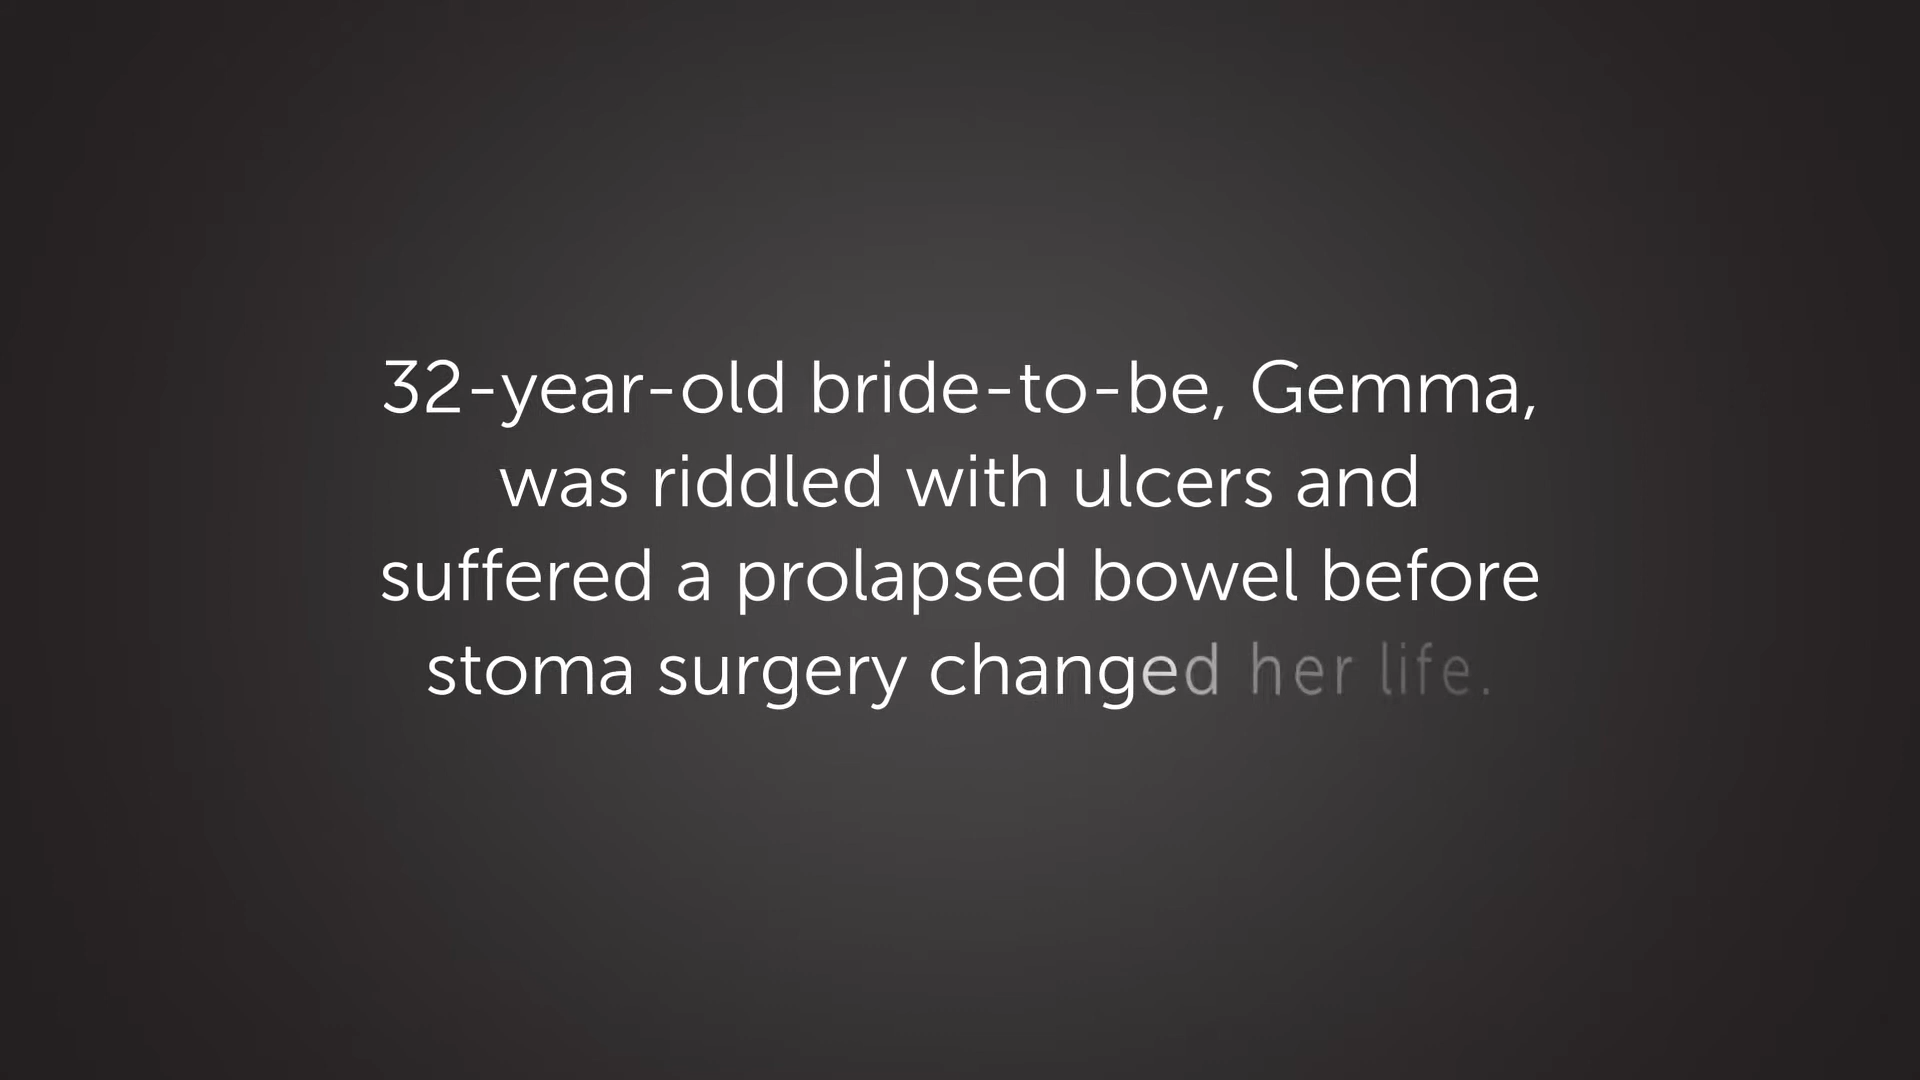 32-year-old bride-to-be, Gemma,
was riddled with ulcers and
suffered a prolapsed bowel before
stoma surgery changed her life.